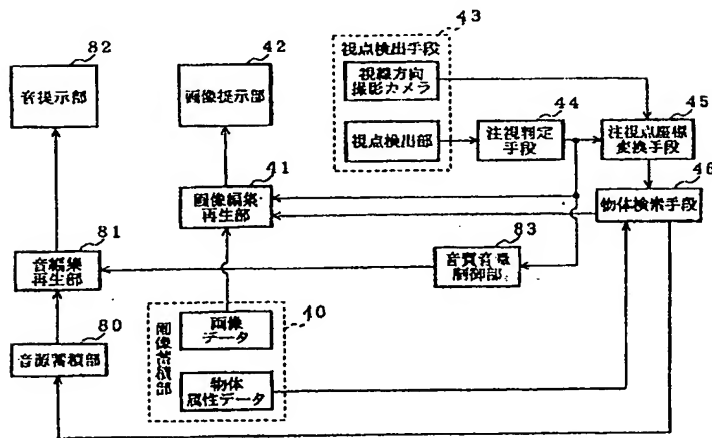 82
42
43
音提示部
画像提示部
視点検出手段
視線方向
撮影カメラ
44
45
視点検出部
注視判定
手段
注視点座標
変換手段
41
46
画像編集・
再生部
物体検索手段
81
83
音編集
再生部
音質音量
制御部
40
80
画像蓄積部
画像
データ
音源蓄積部
物体
属性データ